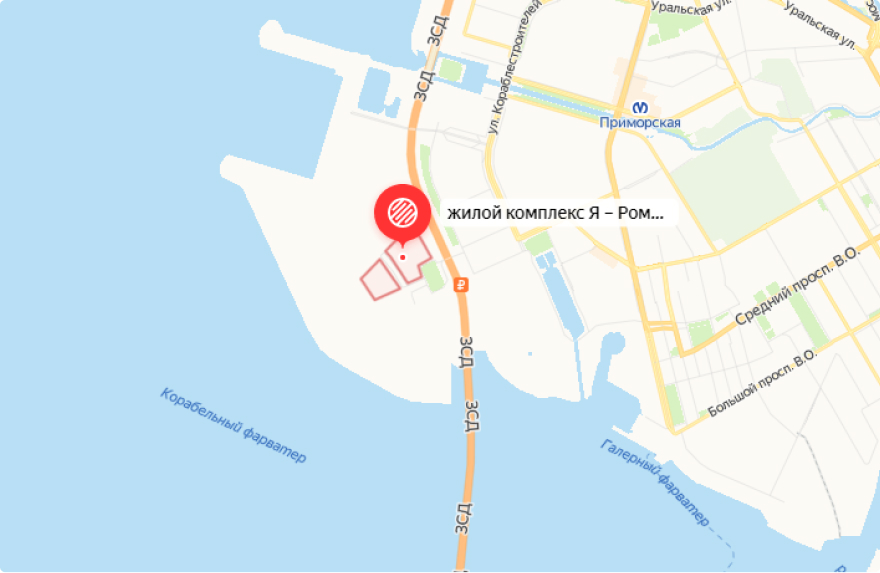 Уральская ул.
Уральская ул.
ЗСД
ЗСД
ул. Кораблестроителей
Приморская
жилой комплекс Я – Ром...
Средний просп. В.О.
ЗСД
Большой просп. В.О.
ЗСД
Корабельный фарватер
Галерный фарватер
ЗСД